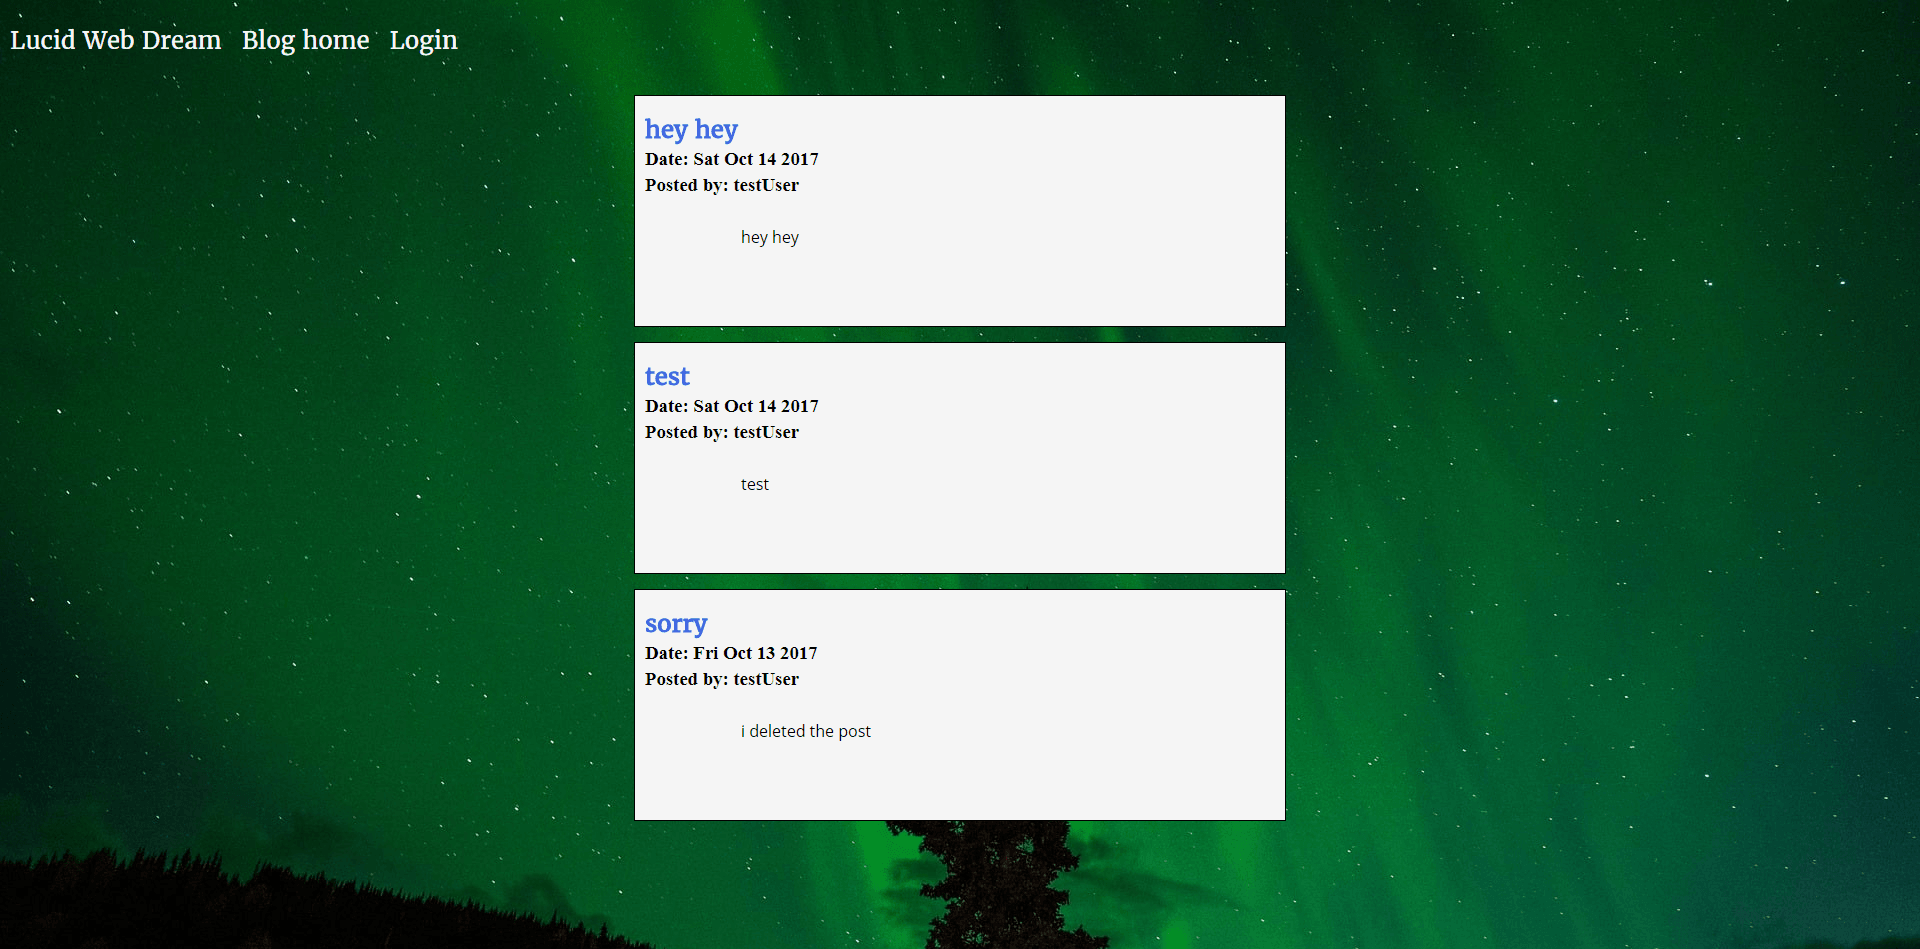 Lucid Web Dream Blog home Login
hey hey
Date: Sat Oct 14 2017
Posted by: testUser
hey hey
test
Date: Sat Oct 14 2017
Posted by: testUser
test
sorry
Date: Fri Oct 13 2017
Posted by: testUser
i deleted the post